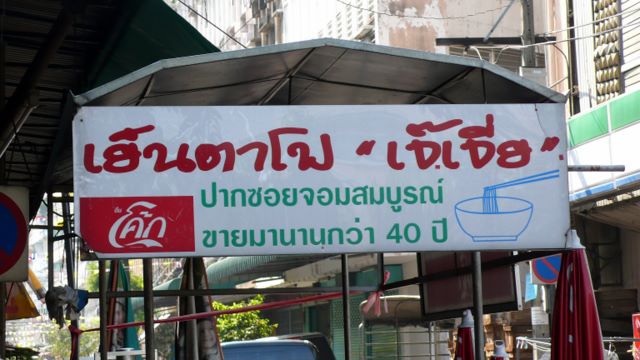 เย็นตาโฟ "เจ๊เจี่ย"
ดื่ม
โค้ก
ปากซอยจอมสมบูรณ์
ขายมานานกว่า 40 ปี